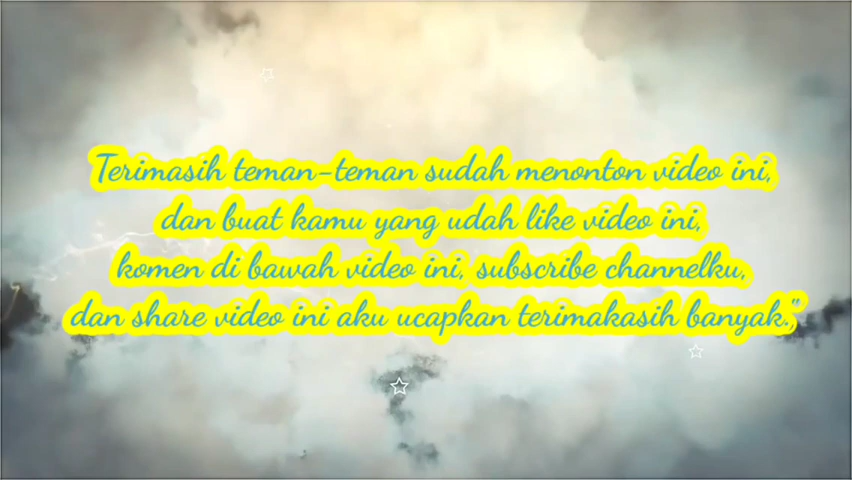 Terimasih teman-teman sudah menonton video ini,
dan buat kamu yang udah like video ini,
komen di bawah video ini, subscribe channelku,
dan share video ini aku ucapkan terimakasih banyak.,"